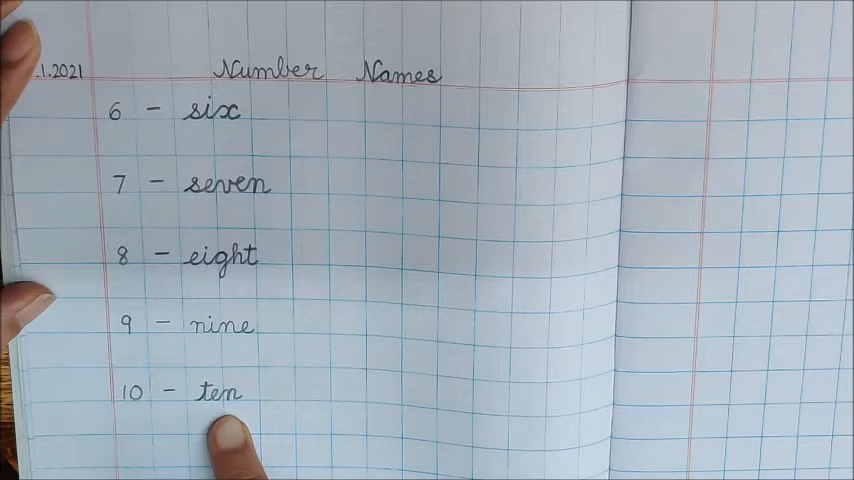 .1.2021 Number Names
6 - six
7 - seven
8 - eight
9 - nine
10 - ten